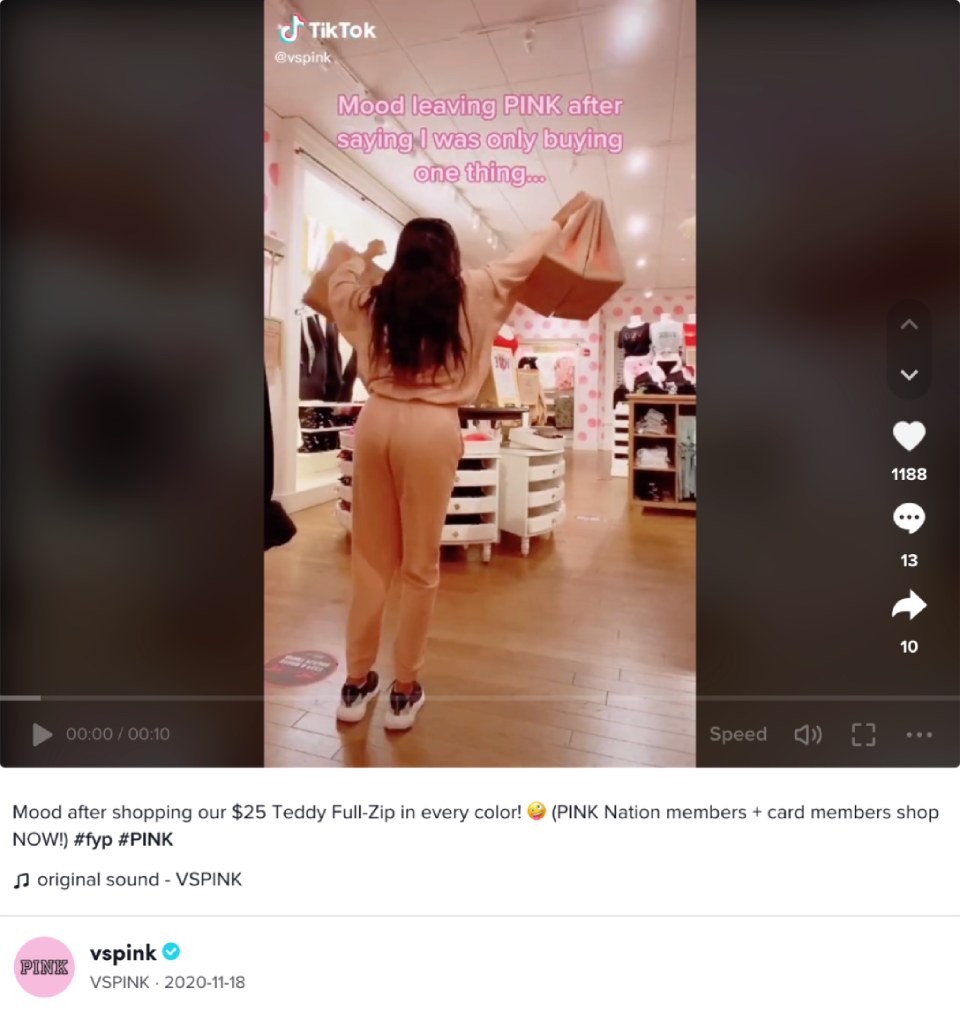 TikTok
@vspink
Mood leaving PINK after
saying I was only buying
one thing...
1188
13
10
00:00 / 00:10
Speed
Mood after shopping our $25 Teddy Full-Zip in every color! 🤪 (PINK Nation members + card members shop
NOW!) #fyp #PINK
original sound - VSPINK
PINK
vspink
VSPINK · 2020-11-18